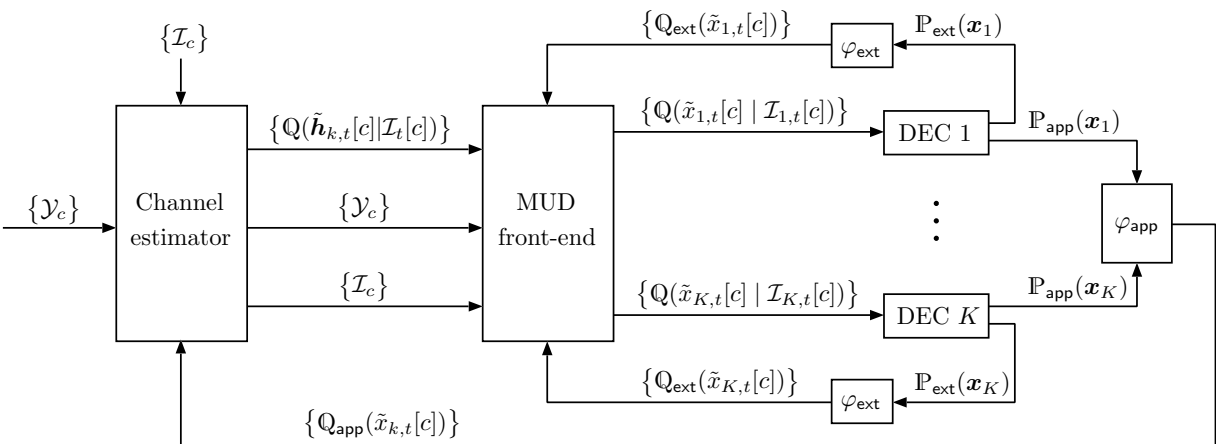 {𝒴_c}
{ℐ_c}
Channel
estimator
{ℚ(h̃_{k,t}[c]|ℐ_t[c])}
{𝒴_c}
{ℐ_c}
MUD
front-end
{ℚ_ext(x̃_{1,t}[c])}
φ_ext
ℙ_ext(x_1)
{ℚ(x̃_{1,t}[c] | ℐ_{1,t}[c])}
DEC 1
ℙ_app(x_1)
φ_app
{ℚ(x̃_{K,t}[c] | ℐ_{K,t}[c])}
DEC K
ℙ_app(x_K)
{ℚ_ext(x̃_{K,t}[c])}
φ_ext
ℙ_ext(x_K)
{ℚ_app(x̃_{k,t}[c])}